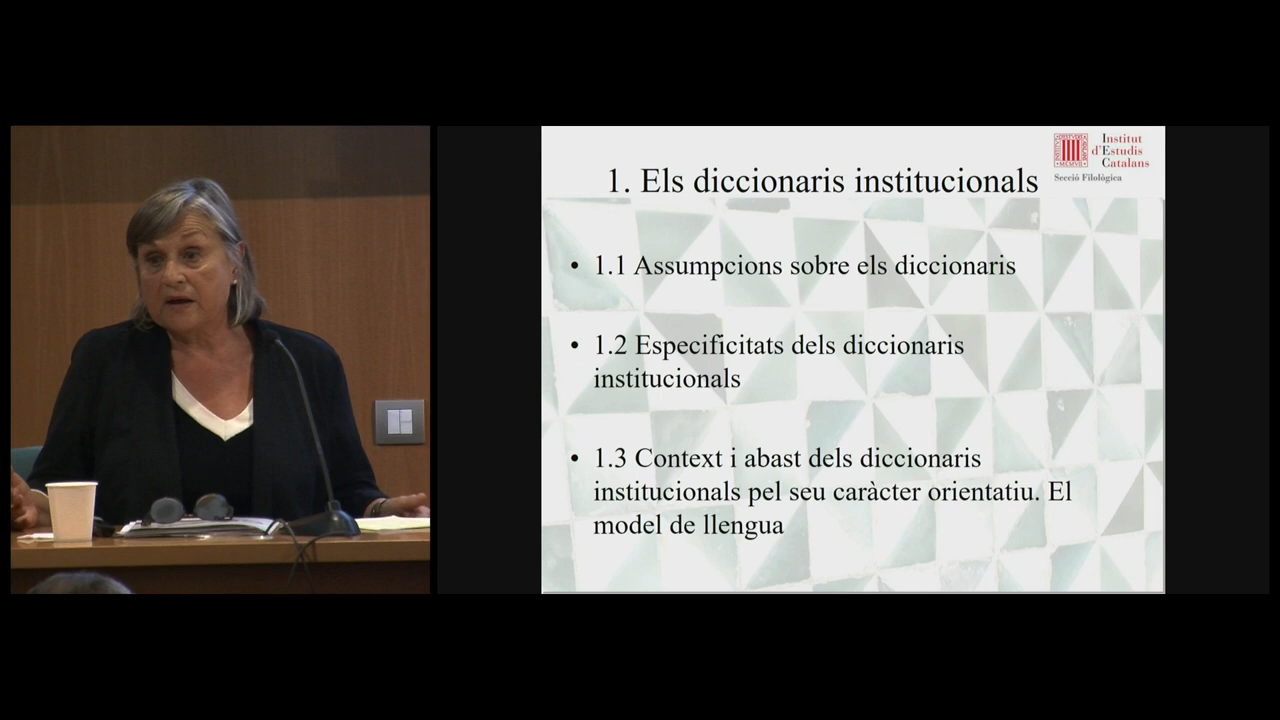 Institut
d'Estudis
Catalans
Secció Filològica
1. Els diccionaris institucionals
• 1.1 Assumpcions sobre els diccionaris
• 1.2 Especificitats dels diccionaris
institucionals
• 1.3 Context i abast dels diccionaris
institucionals pel seu caràcter orientatiu. El
model de llengua